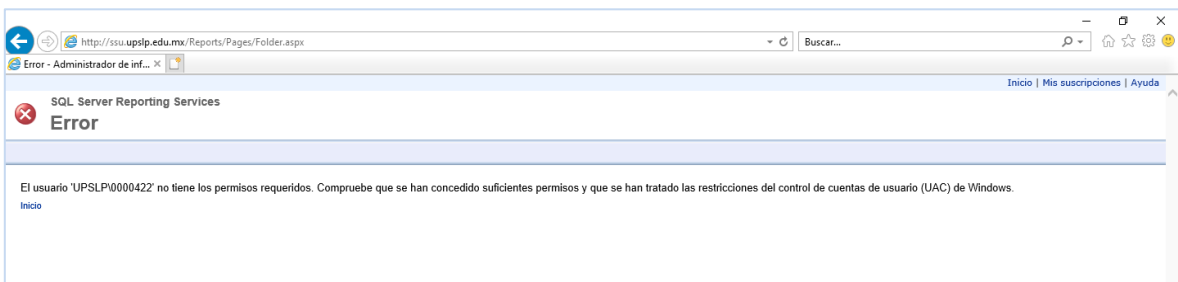 http://ssu.upslp.edu.mx/Reports/Pages/Folder.aspx
Buscar...
Error - Administrador de inf...
Inicio | Mis suscripciones | Ayuda
SQL Server Reporting Services
Error
El usuario 'UPSLP\0000422' no tiene los permisos requeridos. Compruebe que se han concedido suficientes permisos y que se han tratado las restricciones del control de cuentas de usuario (UAC) de Windows.
Inicio